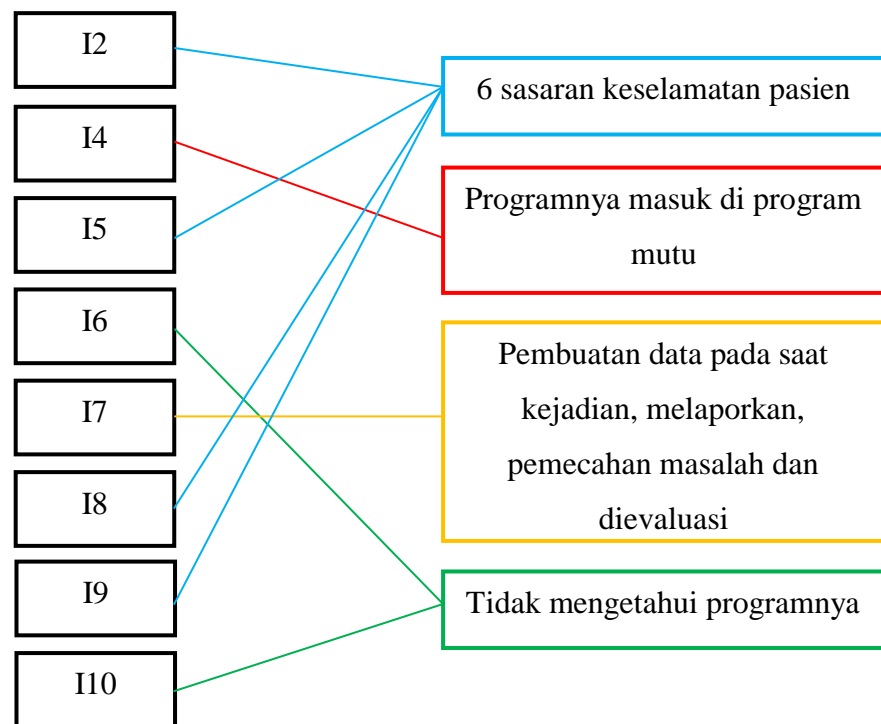 I2
I4
I5
I6
I7
I8
I9
I10
6 sasaran keselamatan pasien
Programnya masuk di program
mutu
Pembuatan data pada saat
kejadian, melaporkan,
pemecahan masalah dan
dievaluasi
Tidak mengetahui programnya